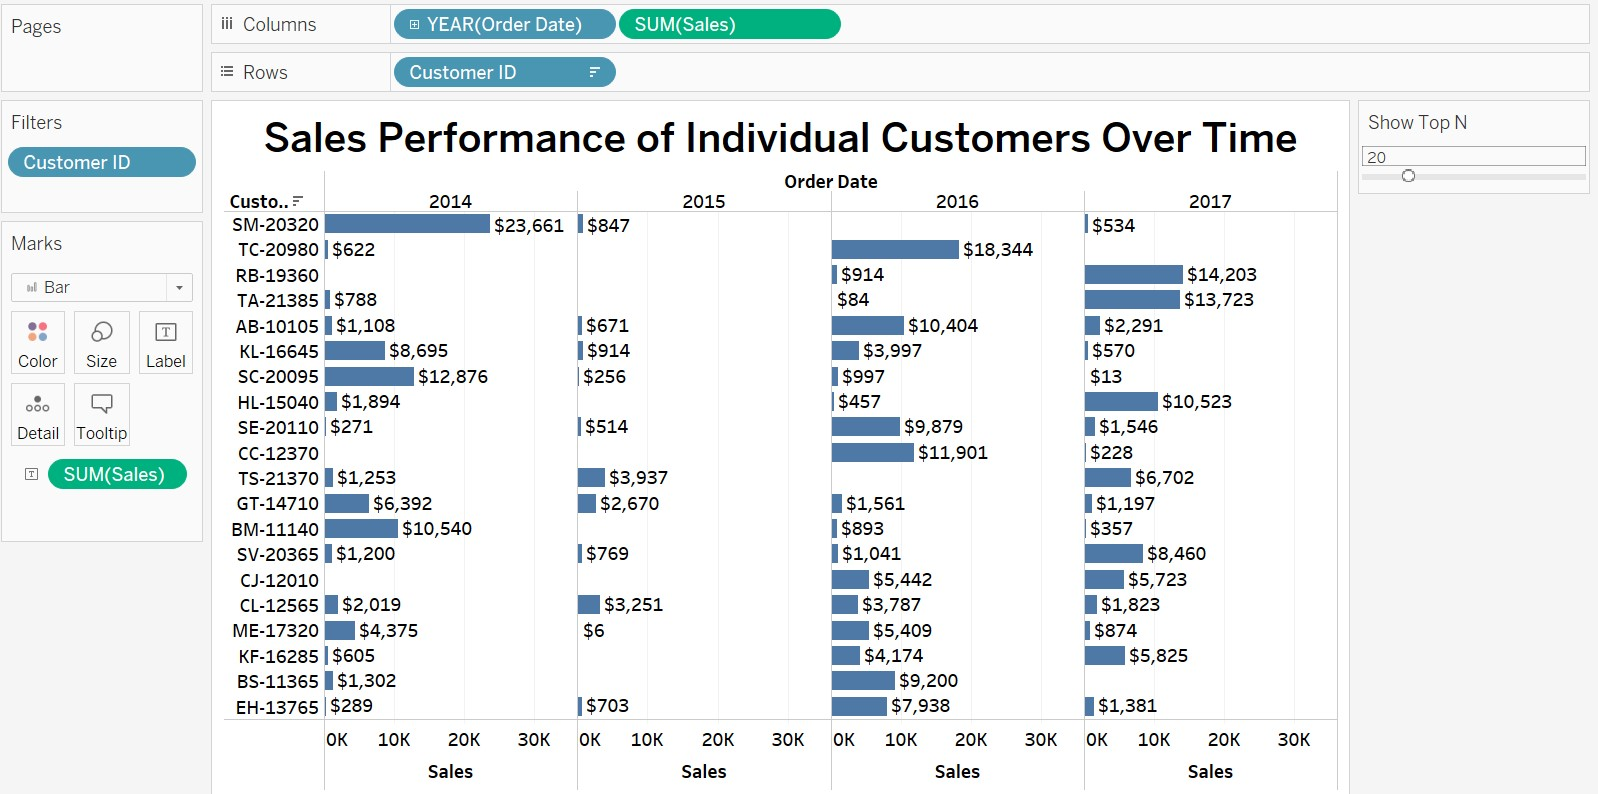 Pages
Columns YEAR(Order Date) SUM(Sales)
Rows Customer ID
Filters
Customer ID
Marks
Bar
Color Size T Label
Detail Tooltip
T SUM(Sales)
Sales Performance of Individual Customers Over Time
Order Date
Custo.. 2014 2015 2016 2017
SM-20320 $23,661 $847 $534
TC-20980 $622 $18,344
RB-19360 $914 $14,203
TA-21385 $788 $84 $13,723
AB-10105 $1,108 $671 $10,404 $2,291
KL-16645 $8,695 $914 $3,997 $570
SC-20095 $12,876 $256 $997 $13
HL-15040 $1,894 $457 $10,523
SE-20110 $271 $514 $9,879 $1,546
CC-12370 $11,901 $228
TS-21370 $1,253 $3,937 $6,702
GT-14710 $6,392 $2,670 $1,561 $1,197
BM-11140 $10,540 $893 $357
SV-20365 $1,200 $769 $1,041 $8,460
CJ-12010 $5,442 $5,723
CL-12565 $2,019 $3,251 $3,787 $1,823
ME-17320 $4,375 $6 $5,409 $874
KF-16285 $605 $4,174 $5,825
BS-11365 $1,302 $9,200
EH-13765 $289 $703 $7,938 $1,381
0K 10K 20K 30K 0K 10K 20K 30K 0K 10K 20K 30K 0K 10K 20K 30K
Sales Sales Sales Sales
Show Top N
20